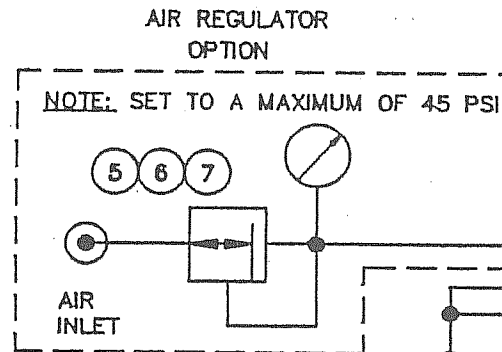 AIR REGULATOR
OPTION
NOTE: SET TO A MAXIMUM OF 45 PSI
5 6 7
AIR
INLET